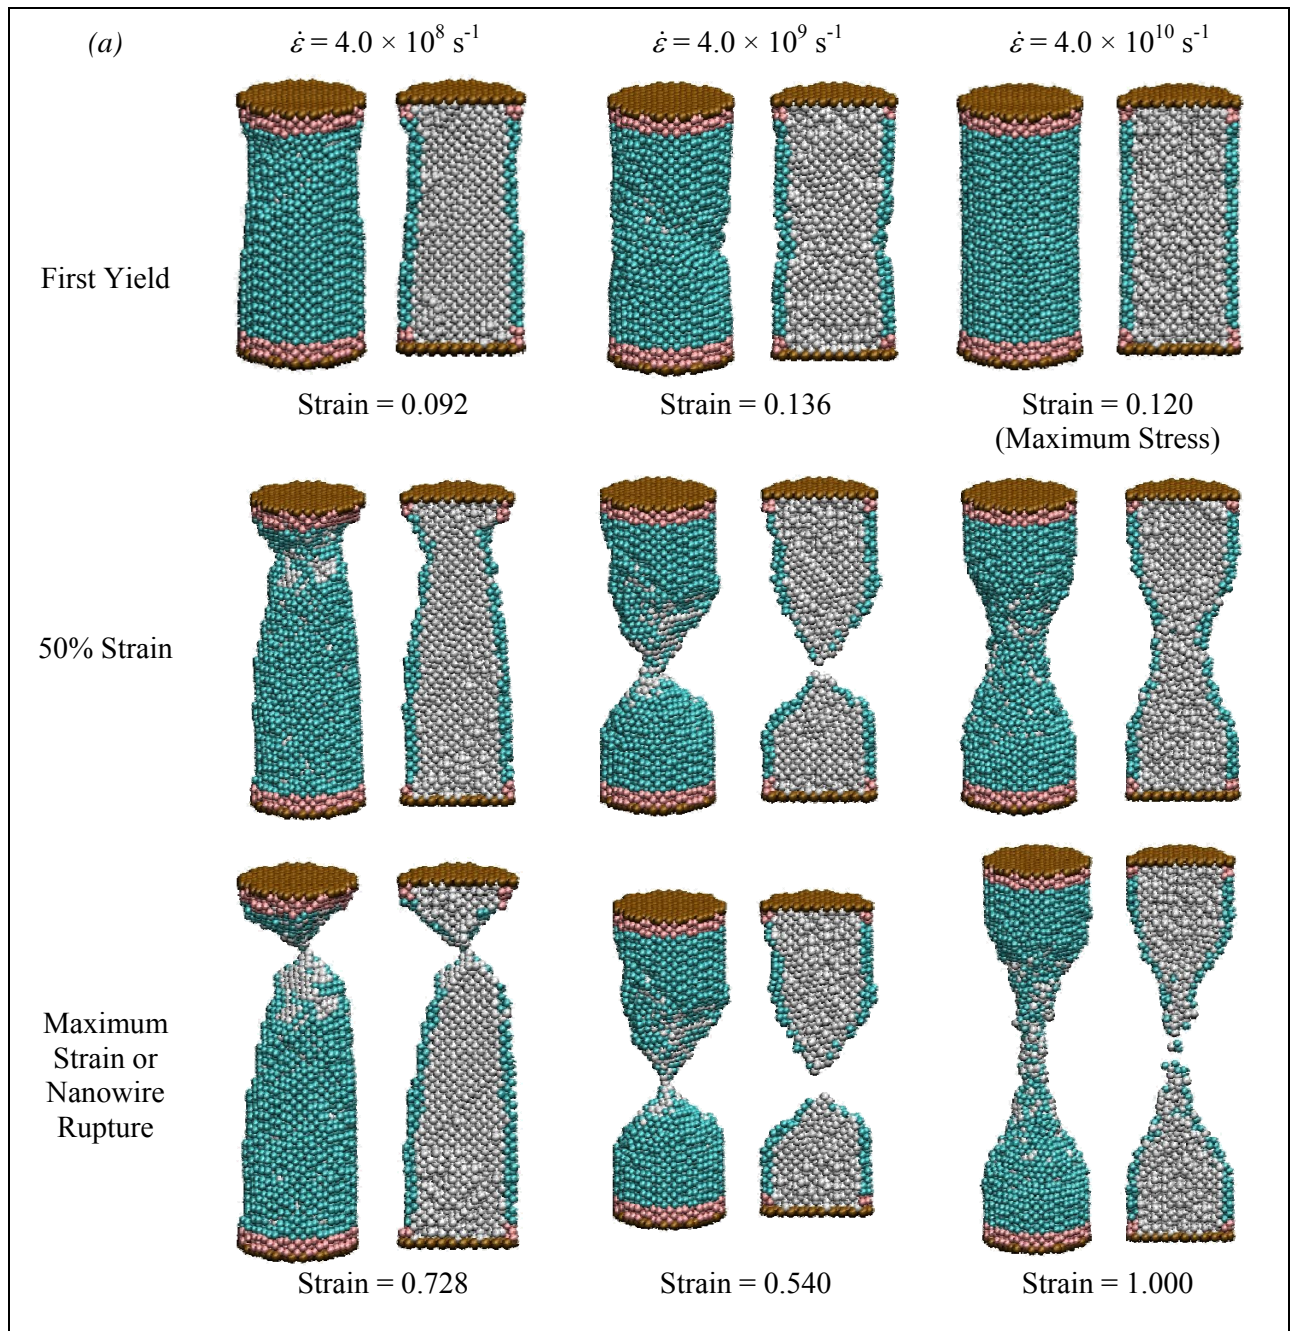 (a)
ε̇ = 4.0 × 10⁸ s⁻¹
ε̇ = 4.0 × 10⁹ s⁻¹
ε̇ = 4.0 × 10¹⁰ s⁻¹
First Yield
Strain = 0.092
Strain = 0.136
Strain = 0.120
(Maximum Stress)
50% Strain
Maximum
Strain or
Nanowire
Rupture
Strain = 0.728
Strain = 0.540
Strain = 1.000